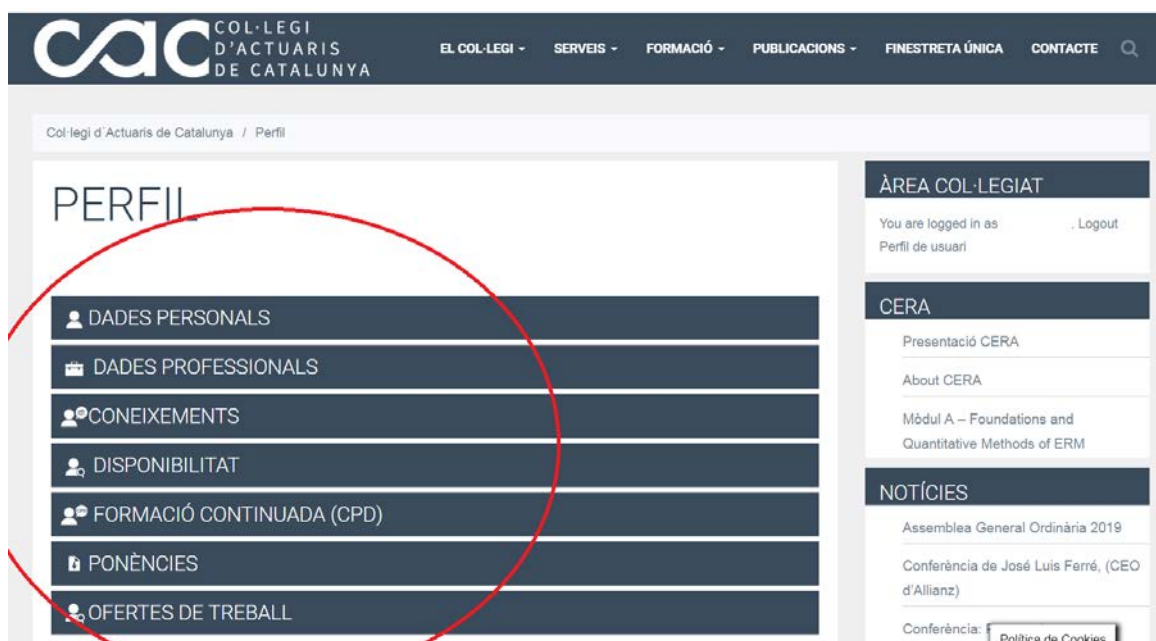 cac
COL·LEGI
D'ACTUARIS
DE CATALUNYA
EL COL·LEGI
SERVEIS
FORMACIÓ
PUBLICACIONS
FINESTRETA ÚNICA
CONTACTE
Col·legi d´Actuaris de Catalunya / Perfil
PERFIL
DADES PERSONALS
DADES PROFESSIONALS
CONEIXEMENTS
DISPONIBILITAT
FORMACIÓ CONTINUADA (CPD)
PONÈNCIES
OFERTES DE TREBALL
ÀREA COL·LEGIAT
You are logged in as . Logout
Perfil de usuari
CERA
Presentació CERA
About CERA
Mòdul A – Foundations and
Quantitative Methods of ERM
NOTÍCIES
Assemblea General Ordinària 2019
Conferència de José Luis Ferré, (CEO
d'Allianz)
Conferència:
Política de Cookies